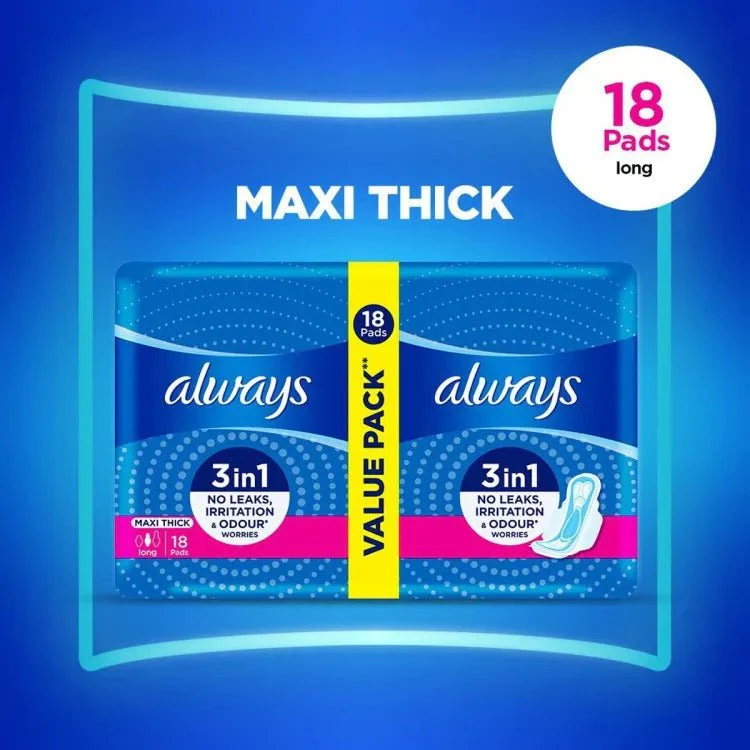 18
Pads
long
MAXI THICK
always
3in1
NO LEAKS,
IRRITATION
& ODOUR*
WORRIES
MAXI THICK
long
18
Pads
18
Pads
VALUE PACK**
always
3in1
NO LEAKS,
IRRITATION
& ODOUR*
WORRIES